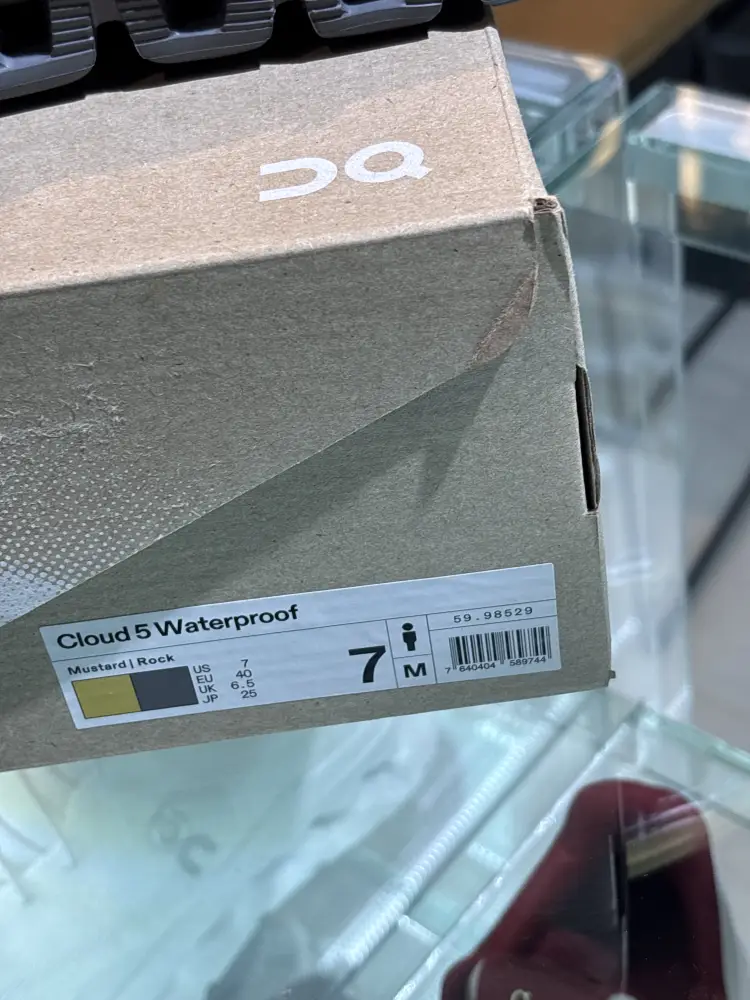 On
Cloud 5 Waterproof
59.98529
Mustard | Rock
US 7
EU 40
UK 6.5
JP 25
7
M
7 640404 589744